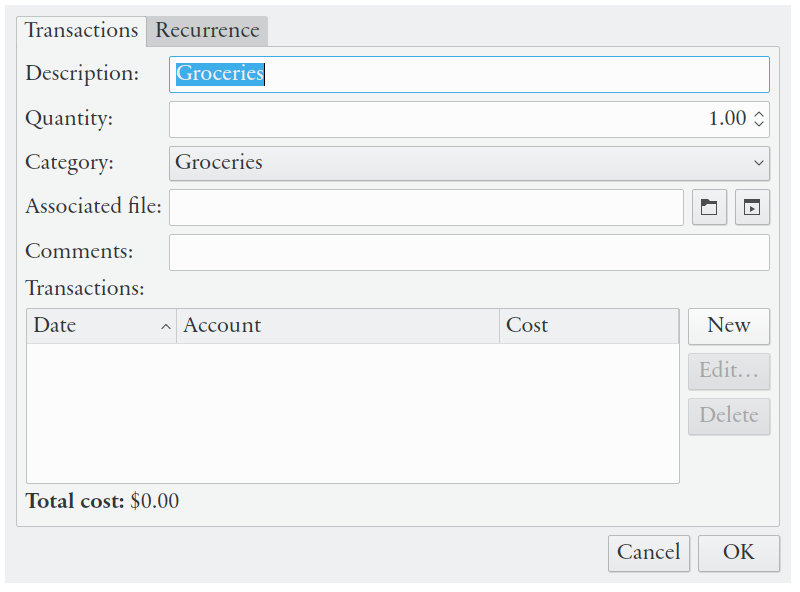 Transactions Recurrence
Description: Groceries
Quantity: 1.00
Category: Groceries
Associated file:
Comments:
Transactions:
Date Account Cost New
Edit...
Delete
Total cost: $0.00
Cancel OK